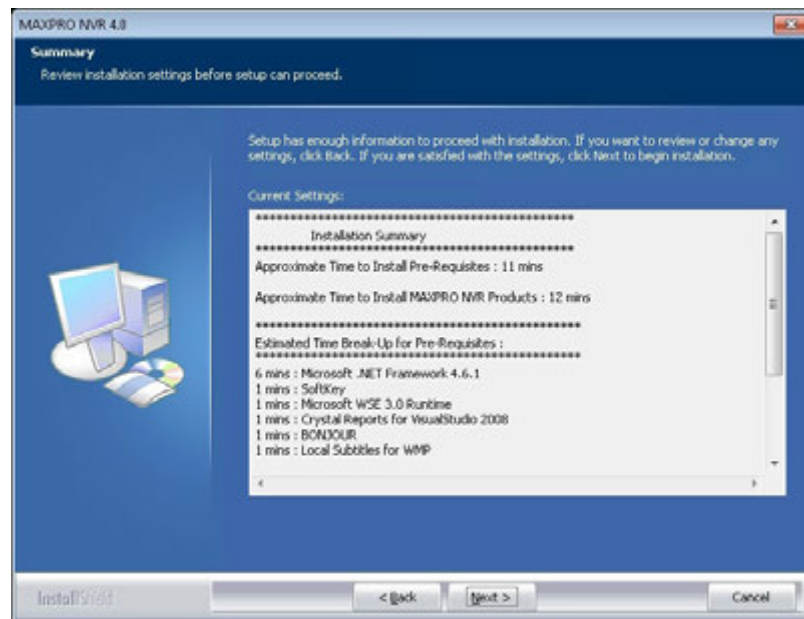 MAXPRO NVR 4.0
Summary
Review installation settings before setup can proceed.
Setup has enough information to proceed with installation. If you want to review or change any
settings, click Back. If you are satisfied with the settings, click Next to begin installation.
Current Settings:
**************************************************
Installation Summary
**************************************************
Approximate Time to Install Pre-Requisites : 11 mins
Approximate Time to Install MAXPRO NVR Products : 12 mins
***************************************************
Estimated Time Break-Up for Pre-Requisites :
***************************************************
6 mins : Microsoft .NET Framework 4.6.1
1 mins : SoftKey
1 mins : Microsoft WSE 3.0 Runtime
1 mins : Crystal Reports for VisualStudio 2008
1 mins : BONJOUR
1 mins : Local Subtitles for WMP
InstallShield
< Back
Next >
Cancel